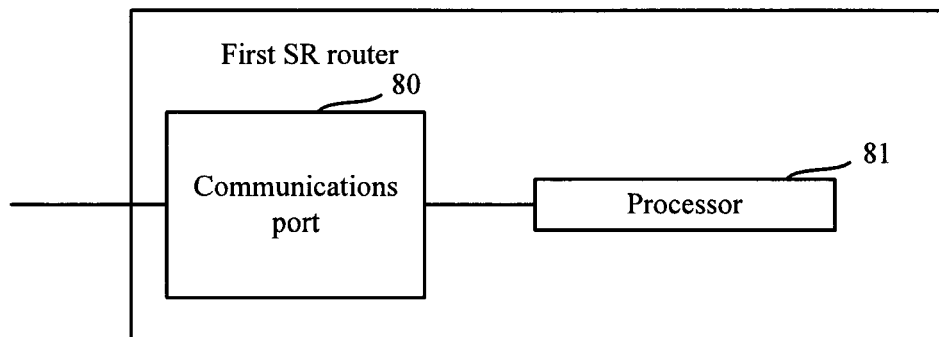 First SR router
80
Communications
port
81
Processor